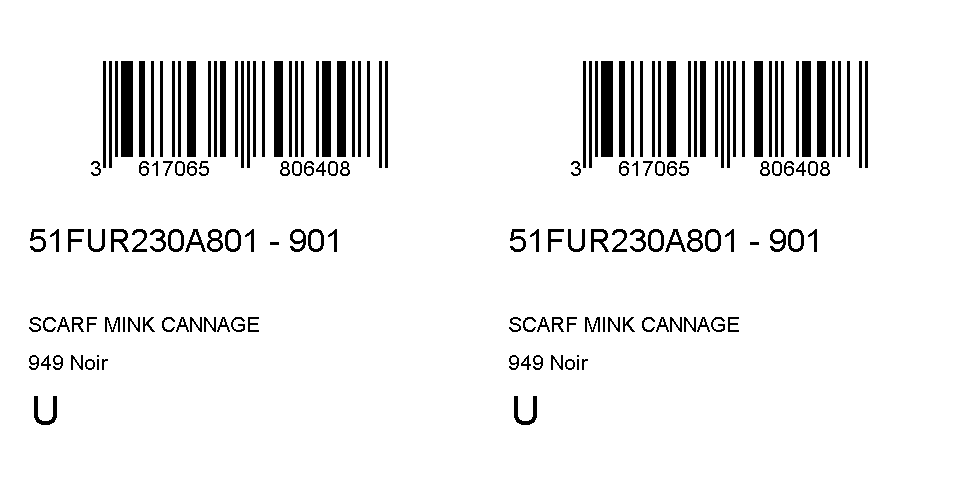 3 617065 806408
51FUR230A801 - 901
SCARF MINK CANNAGE
949 Noir
U
3 617065 806408
51FUR230A801 - 901
SCARF MINK CANNAGE
949 Noir
U